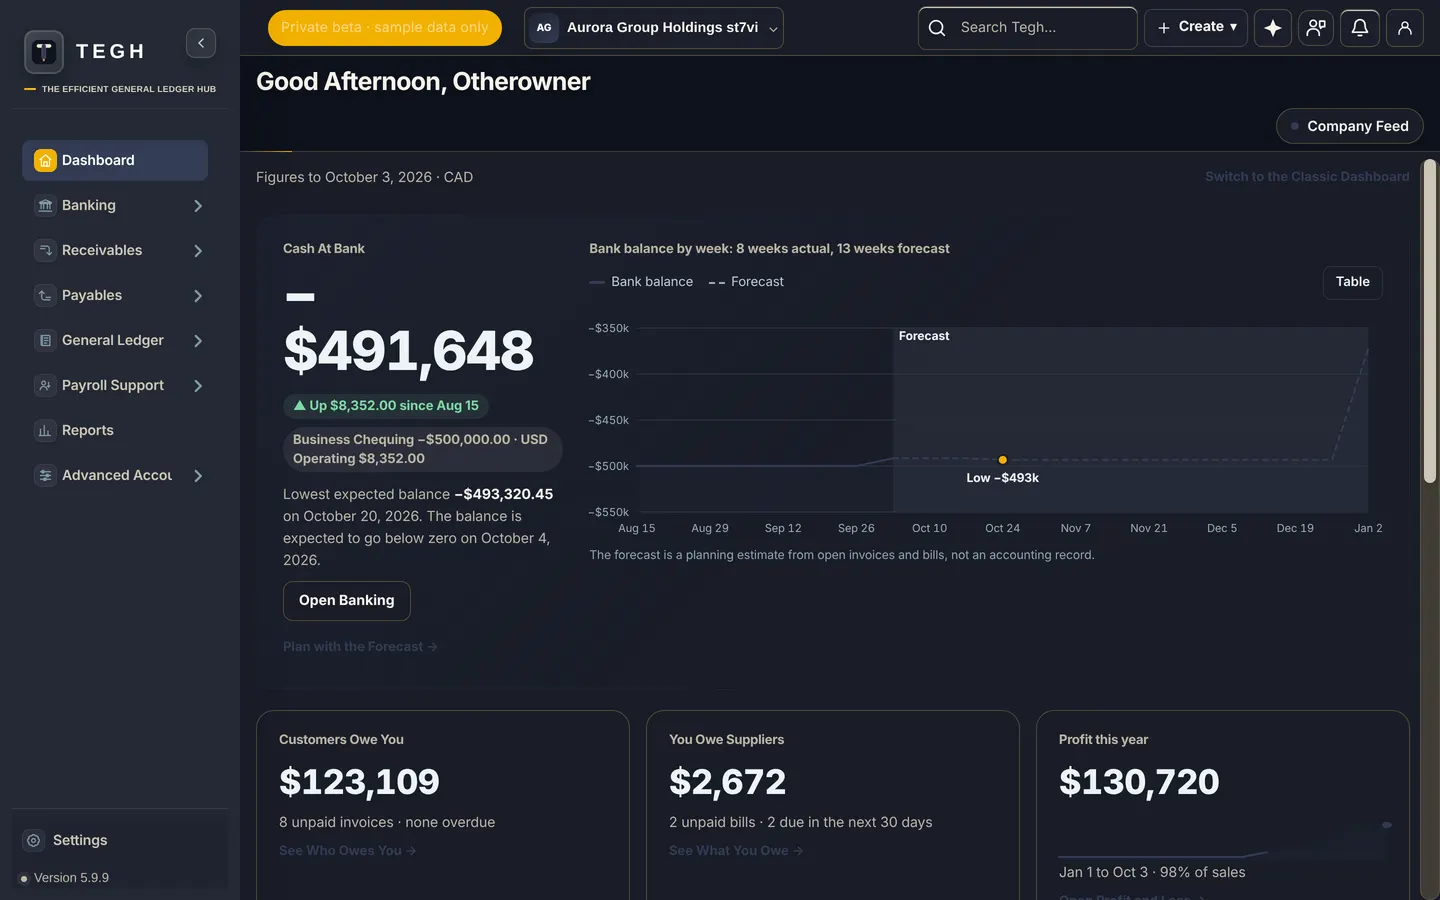 TEGH
THE EFFICIENT GENERAL LEDGER HUB
Dashboard
Banking
Receivables
Payables
General Ledger
Payroll Support
Reports
Advanced Accou
Settings
Version 5.9.9
Private beta · sample data only
AG
Aurora Group Holdings st7vi
Search Tegh...
+ Create ▾
Good Afternoon, Otherowner
Company Feed
Figures to October 3, 2026 · CAD
Switch to the Classic Dashboard
Cash At Bank
−
$491,648
▲ Up $8,352.00 since Aug 15
Business Chequing −$500,000.00 · USD
Operating $8,352.00
Lowest expected balance −$493,320.45
on October 20, 2026. The balance is
expected to go below zero on October 4,
2026.
Open Banking
Plan with the Forecast →
Bank balance by week: 8 weeks actual, 13 weeks forecast
Bank balance
Forecast
Table
−$350k
−$400k
−$450k
−$500k
−$550k
Forecast
Low −$493k
Aug 15 Aug 29 Sep 12 Sep 26 Oct 10 Oct 24 Nov 7 Nov 21 Dec 5 Dec 19 Jan 2
The forecast is a planning estimate from open invoices and bills, not an accounting record.
Customers Owe You
$123,109
8 unpaid invoices · none overdue
See Who Owes You →
You Owe Suppliers
$2,672
2 unpaid bills · 2 due in the next 30 days
See What You Owe →
Profit this year
$130,720
Jan 1 to Oct 3 · 98% of sales
Open Profit and Loss →